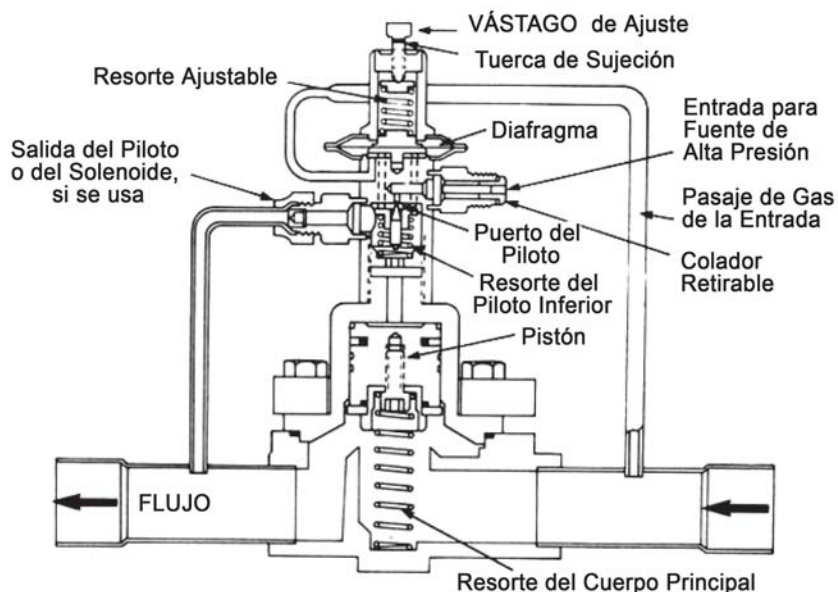 VÁSTAGO de Ajuste
Tuerca de Sujeción
Resorte Ajustable
Entrada para
Fuente de
Alta Presión
Diafragma
Salida del Piloto
o del Solenoide,
si se usa
Pasaje de Gas
de la Entrada
Puerto del
Piloto
Colador
Retirable
Resorte del
Piloto Inferior
Pistón
FLUJO
Resorte del Cuerpo Principal